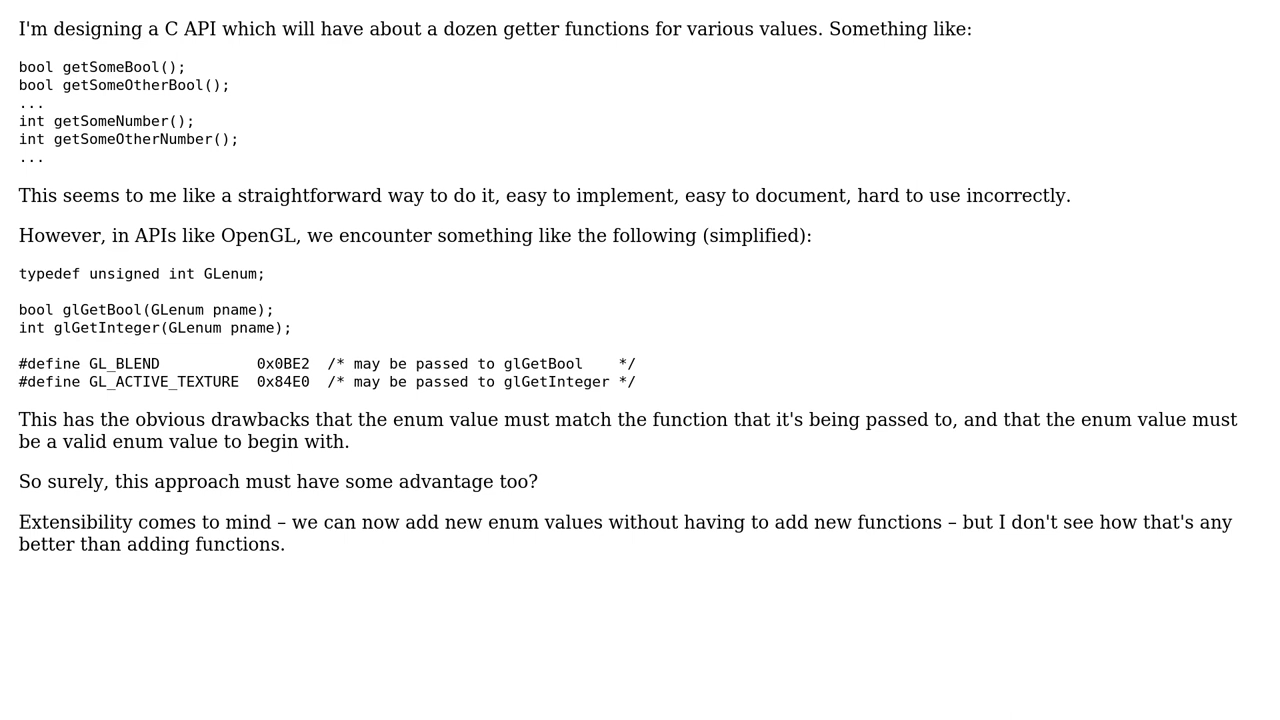 I'm designing a C API which will have about a dozen getter functions for various values. Something like:
bool getSomeBool();
bool getSomeOtherBool();
...
int getSomeNumber();
int getSomeOtherNumber();
...
This seems to me like a straightforward way to do it, easy to implement, easy to document, hard to use incorrectly.
However, in APIs like OpenGL, we encounter something like the following (simplified):
typedef unsigned int GLenum;
bool glGetBool(GLenum pname);
int glGetInteger(GLenum pname);
#define GL_BLEND           0x0BE2  /* may be passed to glGetBool    */
#define GL_ACTIVE_TEXTURE  0x84E0  /* may be passed to glGetInteger */
This has the obvious drawbacks that the enum value must match the function that it's being passed to, and that the enum value must
be a valid enum value to begin with.
So surely, this approach must have some advantage too?
Extensibility comes to mind – we can now add new enum values without having to add new functions – but I don't see how that's any
better than adding functions.